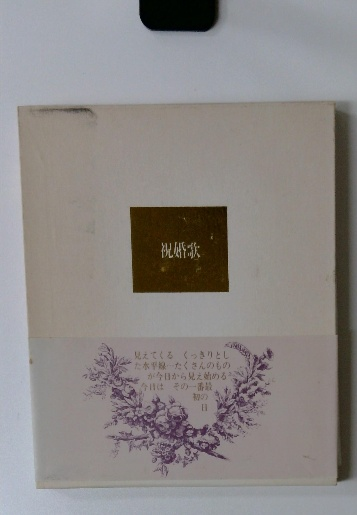 祝婚歌
見えてくる くっきりとし
た水平線―たくさんのもの
が今日から見え始める
今日は その一番最
初の
日